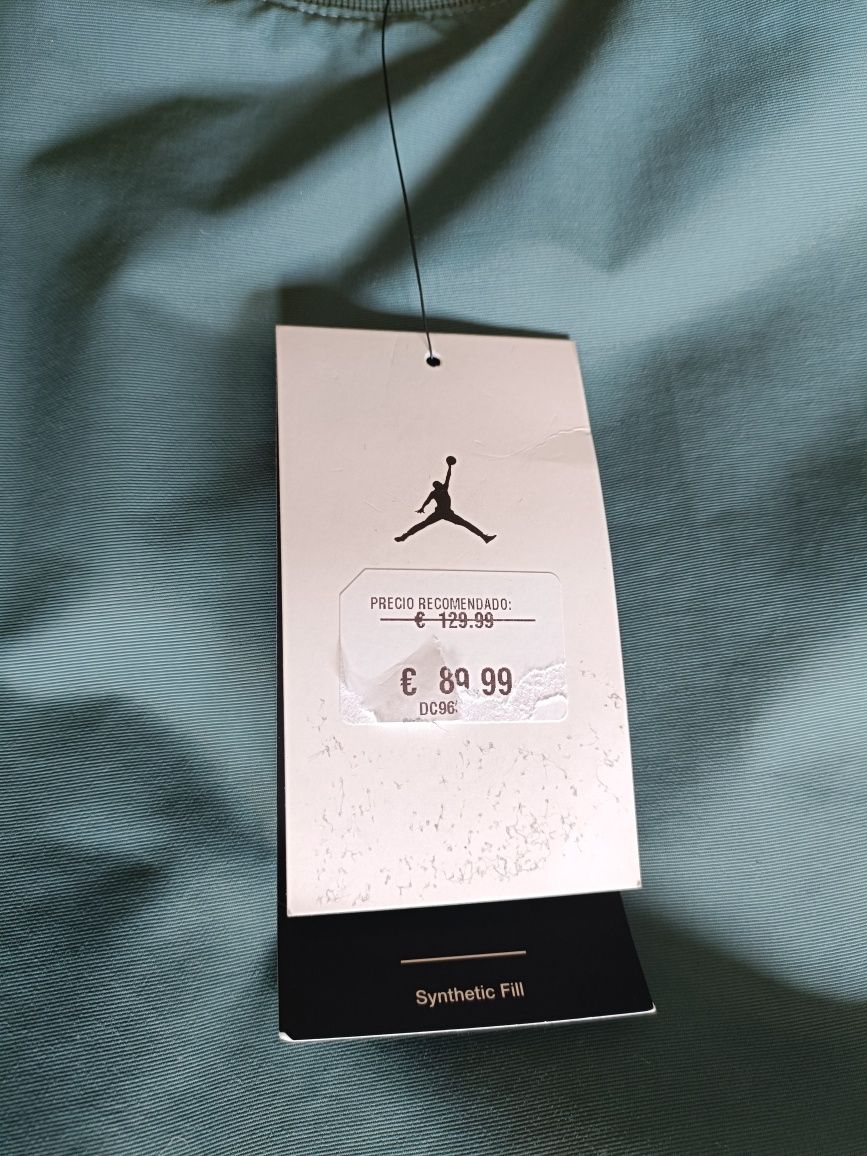 PRECIO RECOMENDADO:
€ 129.99
€ 89.99
DC96
Synthetic Fill